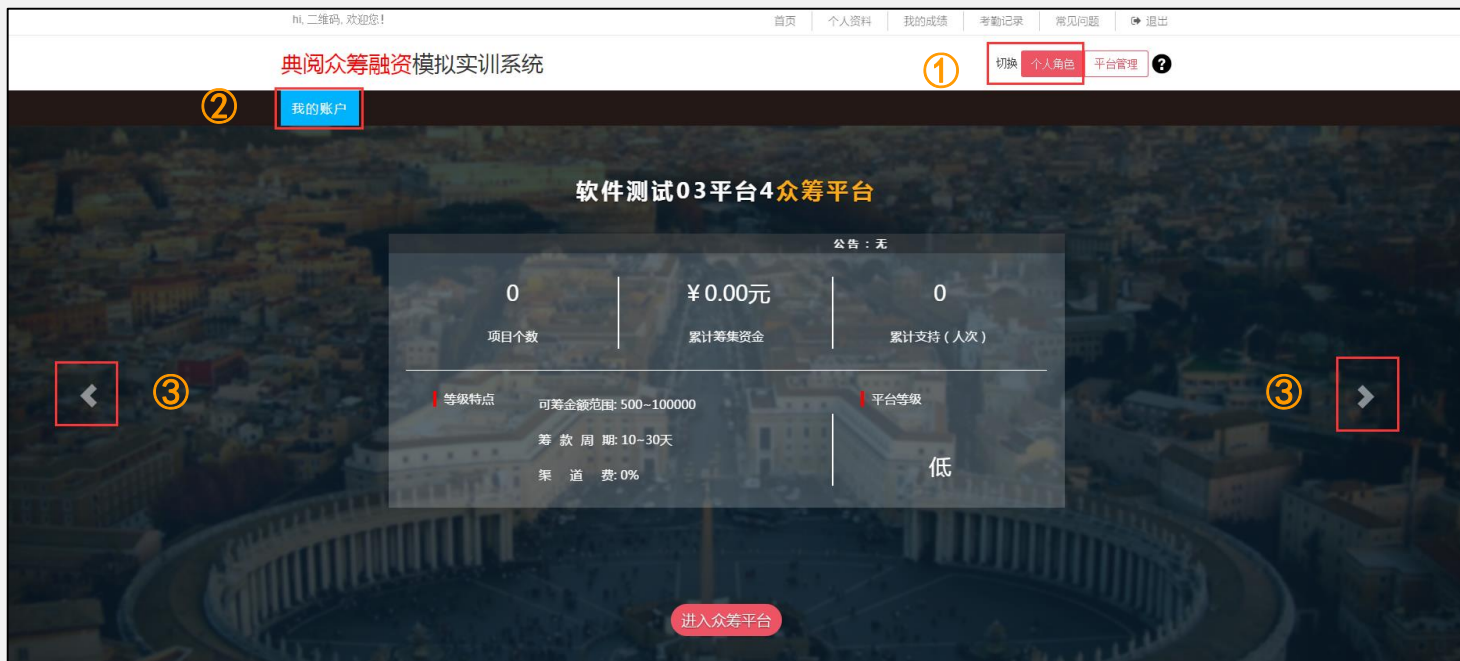 hi, 二维码, 欢迎您!
首页 个人资料 我的成绩 考勤记录 常见问题 退出
典阅众筹融资模拟实训系统
① 切换 个人角色 平台管理 ?
② 我的账户
软件测试03平台4众筹平台
公告：无
0 ¥0.00元 0
项目个数 累计筹集资金 累计支持（人次）
③ ③
等级特点 可筹金额范围: 500~100000 平台等级
筹 款 周 期: 10~30天
渠 道 费: 0%
低
进入众筹平台